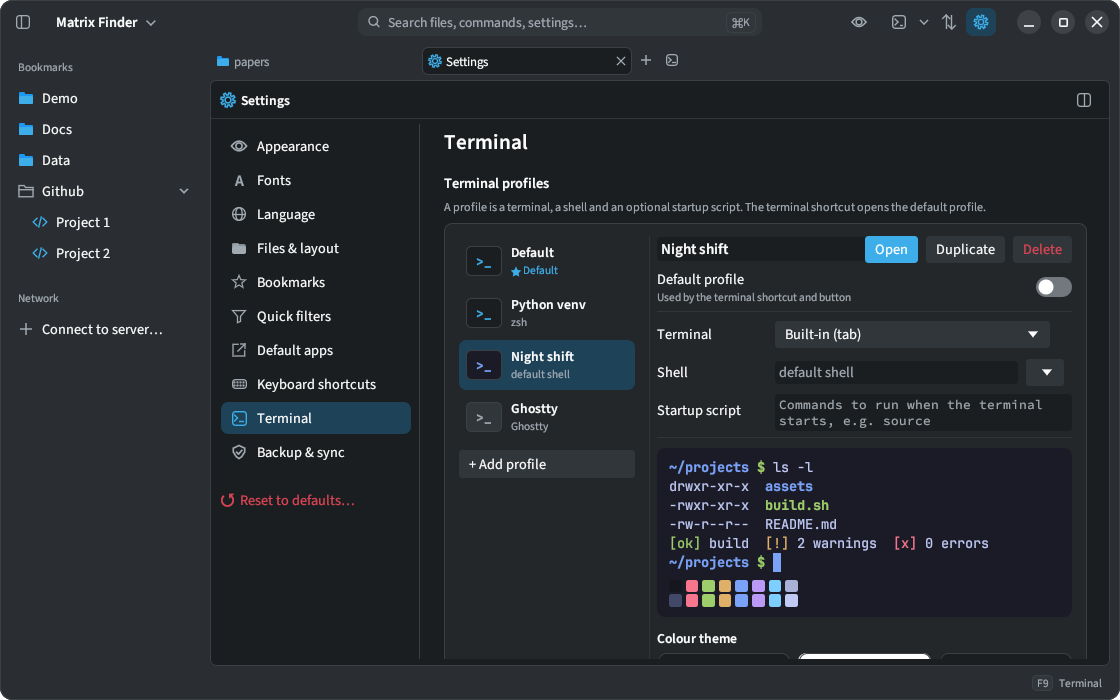 Matrix Finder
Search files, commands, settings…
⌘K
Bookmarks
Demo
Docs
Data
Github
Project 1
Project 2
Network
Connect to server…
papers
Settings
Settings
Appearance
Fonts
Language
Files & layout
Bookmarks
Quick filters
Default apps
Keyboard shortcuts
Terminal
Backup & sync
Reset to defaults…
Terminal
Terminal profiles
A profile is a terminal, a shell and an optional startup script. The terminal shortcut opens the default profile.
>_ Default
★ Default
>_ Python venv
zsh
>_ Night shift
default shell
>_ Ghostty
Ghostty
+ Add profile
Night shift
Open
Duplicate
Delete
Default profile
Used by the terminal shortcut and button
Terminal
Built-in (tab)
Shell
default shell
Startup script
Commands to run when the terminal
starts, e.g. source
~/projects $ ls -l
drwxr-xr-x assets
-rwxr-xr-x build.sh
-rw-r--r-- README.md
[ok] build [!] 2 warnings [x] 0 errors
~/projects $
Colour theme
F9 Terminal